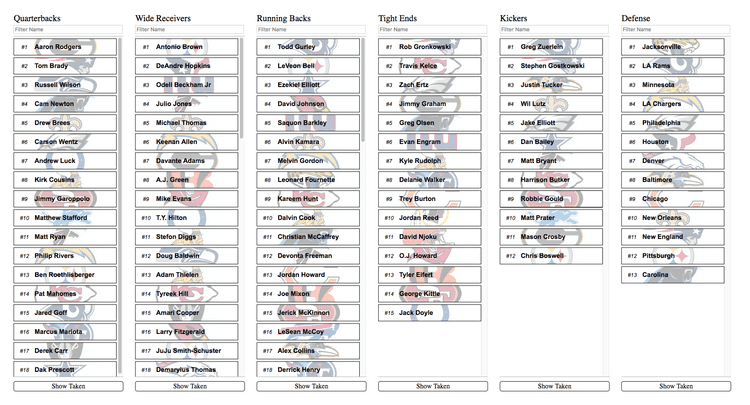 Quarterbacks
Filter Name
#1 Aaron Rodgers
#2 Tom Brady
#3 Russell Wilson
#4 Cam Newton
#5 Drew Brees
#6 Carson Wentz
#7 Andrew Luck
#8 Kirk Cousins
#9 Jimmy Garoppolo
#10 Matthew Stafford
#11 Matt Ryan
#12 Philip Rivers
#13 Ben Roethlisberger
#14 Pat Mahomes
#15 Jared Goff
#16 Marcus Mariota
#17 Derek Carr
#18 Dak Prescott
Show Taken
Wide Receivers
Filter Name
#1 Antonio Brown
#2 DeAndre Hopkins
#3 Odell Beckham Jr
#4 Julio Jones
#5 Michael Thomas
#6 Keenan Allen
#7 Davante Adams
#8 A.J. Green
#9 Mike Evans
#10 T.Y. Hilton
#11 Stefon Diggs
#12 Doug Baldwin
#13 Adam Thielen
#14 Tyreek Hill
#15 Amari Cooper
#16 Larry Fitzgerald
#17 JuJu Smith-Schuster
#18 Demaryius Thomas
Show Taken
Running Backs
Filter Name
#1 Todd Gurley
#2 LeVeon Bell
#3 Ezekiel Elliott
#4 David Johnson
#5 Saquon Barkley
#6 Alvin Kamara
#7 Melvin Gordon
#8 Leonard Fournette
#9 Kareem Hunt
#10 Dalvin Cook
#11 Christian McCaffrey
#12 Devonta Freeman
#13 Jordan Howard
#14 Joe Mixon
#15 Jerick McKinnon
#16 LeSean McCoy
#17 Alex Collins
#18 Derrick Henry
Show Taken
Tight Ends
Filter Name
#1 Rob Gronkowski
#2 Travis Kelce
#3 Zach Ertz
#4 Jimmy Graham
#5 Greg Olsen
#6 Evan Engram
#7 Kyle Rudolph
#8 Delanie Walker
#9 Trey Burton
#10 Jordan Reed
#11 David Njoku
#12 O.J. Howard
#13 Tyler Eifert
#14 George Kittle
#15 Jack Doyle
Show Taken
Kickers
Filter Name
#1 Greg Zuerlein
#2 Stephen Gostkowski
#3 Justin Tucker
#4 Wil Lutz
#5 Jake Elliott
#6 Dan Bailey
#7 Matt Bryant
#8 Harrison Butker
#9 Robbie Gould
#10 Matt Prater
#11 Mason Crosby
#12 Chris Boswell
Show Taken
Defense
Filter Name
#1 Jacksonville
#2 LA Rams
#3 Minnesota
#4 LA Chargers
#5 Philadelphia
#6 Houston
#7 Denver
#8 Baltimore
#9 Chicago
#10 New Orleans
#11 New England
#12 Pittsburgh
#13 Carolina
Show Taken